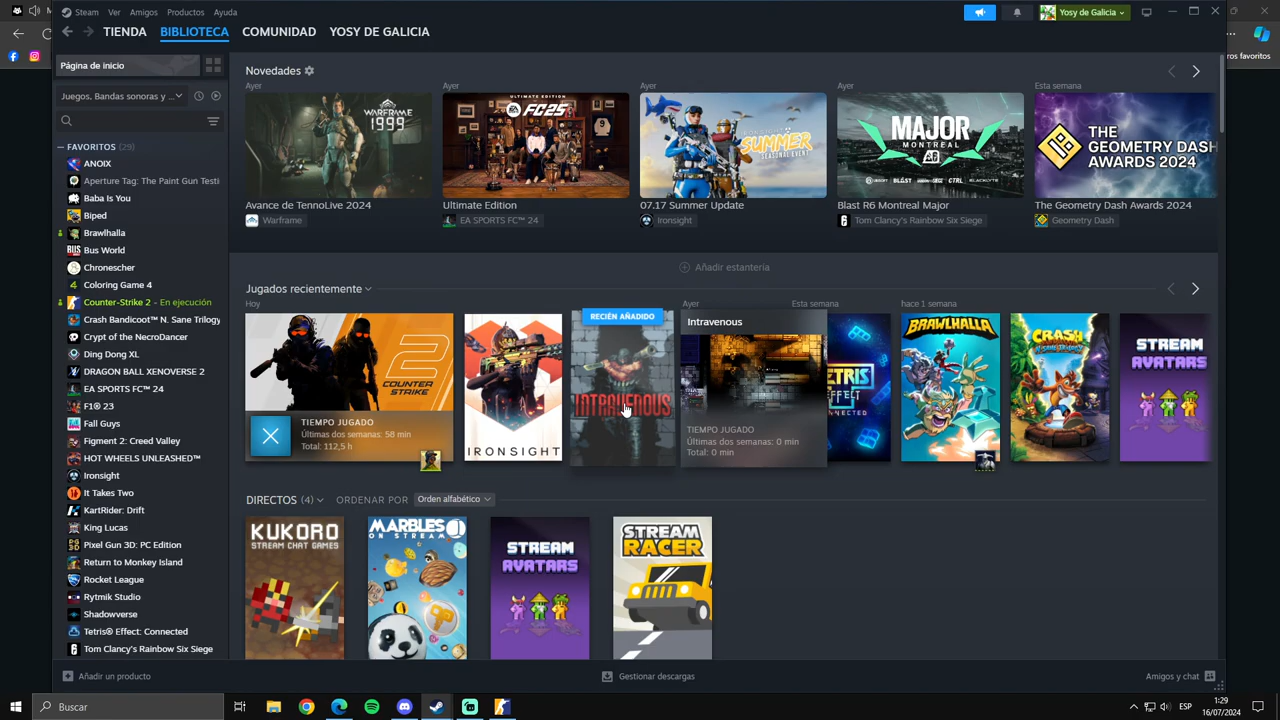 Steam Ver Amigos Productos Ayuda
Yosy de Galicia
TIENDA BIBLIOTECA COMUNIDAD YOSY DE GALICIA
Página de inicio
Juegos, Bandas sonoras y ...
FAVORITOS (29)
ANOIX
Aperture Tag: The Paint Gun Testi
Baba Is You
Biped
Brawlhalla
Bus World
Chronescher
Coloring Game 4
Counter-Strike 2 - En ejecución
Crash Bandicoot™ N. Sane Trilogy
Crypt of the NecroDancer
Ding Dong XL
DRAGON BALL XENOVERSE 2
EA SPORTS FC™ 24
F1® 23
Fall Guys
Figment 2: Creed Valley
HOT WHEELS UNLEASHED™
Ironsight
It Takes Two
KartRider: Drift
King Lucas
Pixel Gun 3D: PC Edition
Return to Monkey Island
Rocket League
Rytmik Studio
Shadowverse
Tetris® Effect: Connected
Tom Clancy's Rainbow Six Siege
Novedades
Ayer
Ayer
Ayer
Ayer
Esta semana
WARFRAME
1999
ULTIMATE EDITION
FC25
SUMMER
SEASONAL EVENT
MAJOR
MONTREAL
THE
GEOMETRY DASH
AWARDS 2024
Avance de TennoLive 2024
Ultimate Edition
07.17 Summer Update
Blast R6 Montreal Major
The Geometry Dash Awards 2024
Warframe
EA SPORTS FC™ 24
Ironsight
Tom Clancy's Rainbow Six Siege
Geometry Dash
Añadir estantería
Jugados recientemente
Hoy
Ayer
Esta semana
hace 1 semana
COUNTER
STRIKE
2
TIEMPO JUGADO
Últimas dos semanas: 58 min
Total: 112,5 h
IRONSIGHT
RECIÉN AÑADIDO
INTRAVENOUS
Intravenous
TIEMPO JUGADO
Últimas dos semanas: 0 min
Total: 0 min
BRAWLHALLA
CRASH
STREAM
AVATARS
DIRECTOS (4) ORDENAR POR Orden alfabético
KUKORO
STREAM CHAT GAMES
MARBLES
ON STREAM
STREAM
AVATARS
STREAM
RACER
Añadir un producto
Gestionar descargas
Amigos y chat
Buscar
ESP
1:29
16/07/2024